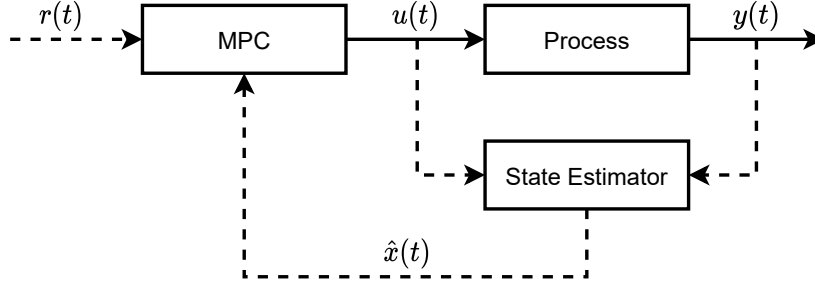 r(t)
MPC
u(t)
Process
y(t)
State Estimator
x̂(t)